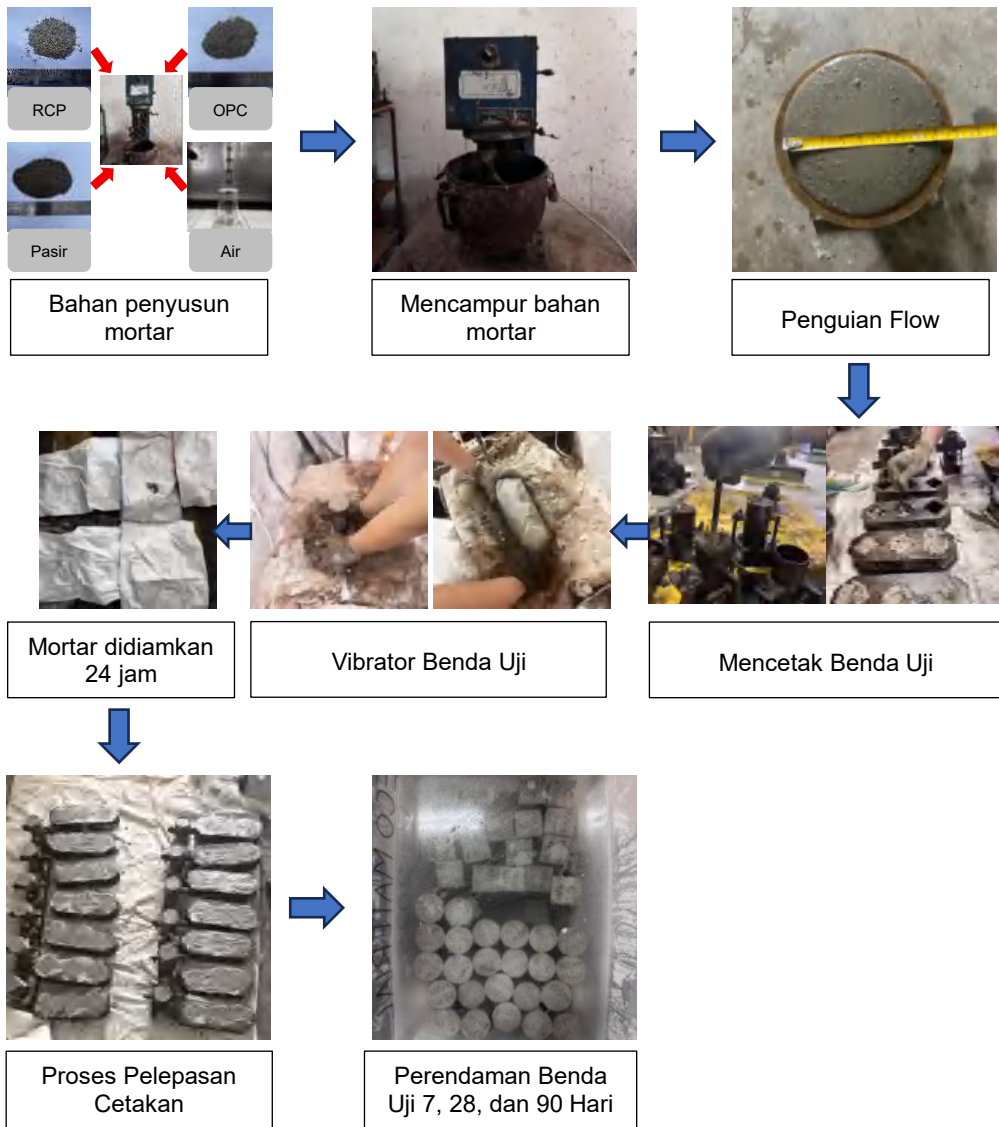 RCP
OPC
Pasir
Air
Bahan penyusun
mortar
Mencampur bahan
mortar
Penguian Flow
Mortar didiamkan
24 jam
Vibrator Benda Uji
Mencetak Benda Uji
Proses Pelepasan
Cetakan
Perendaman Benda
Uji 7, 28, dan 90 Hari